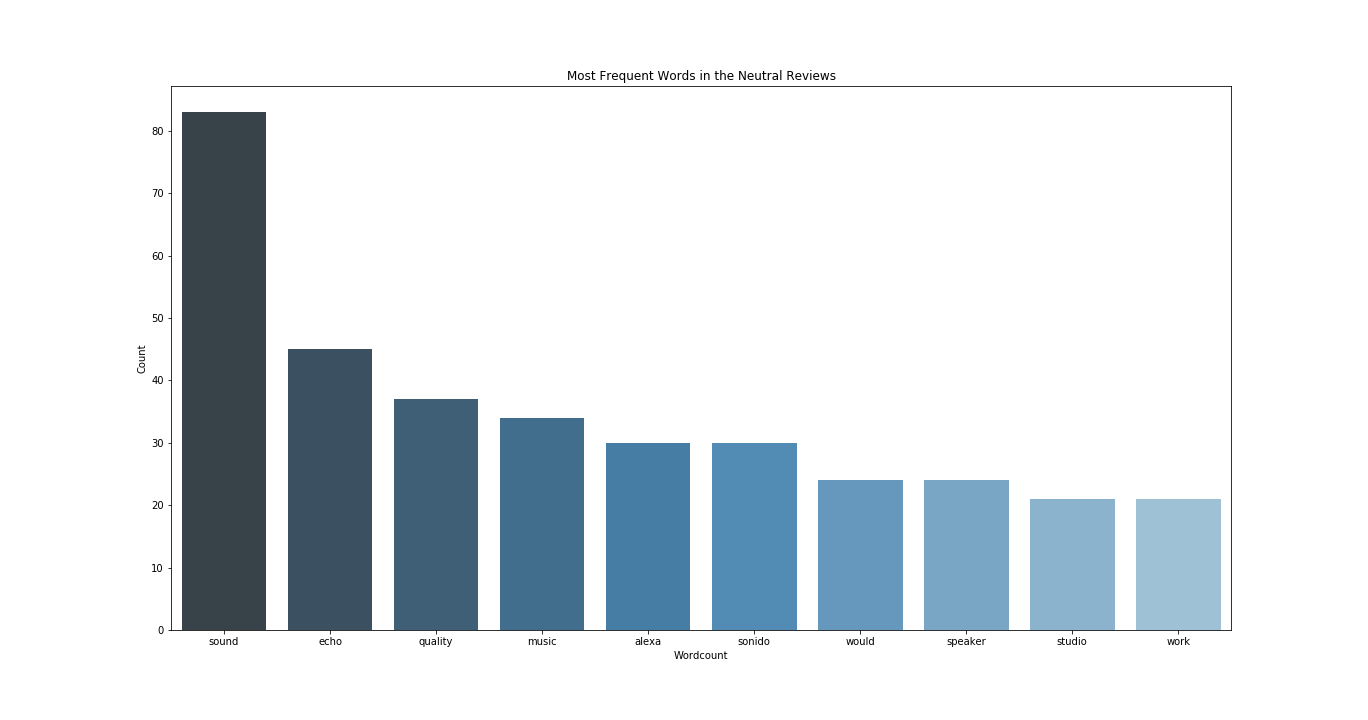 Most Frequent Words in the Neutral Reviews
80
70
60
50
40
30
20
10
0
Count
sound echo quality music alexa sonido would speaker studio work
Wordcount